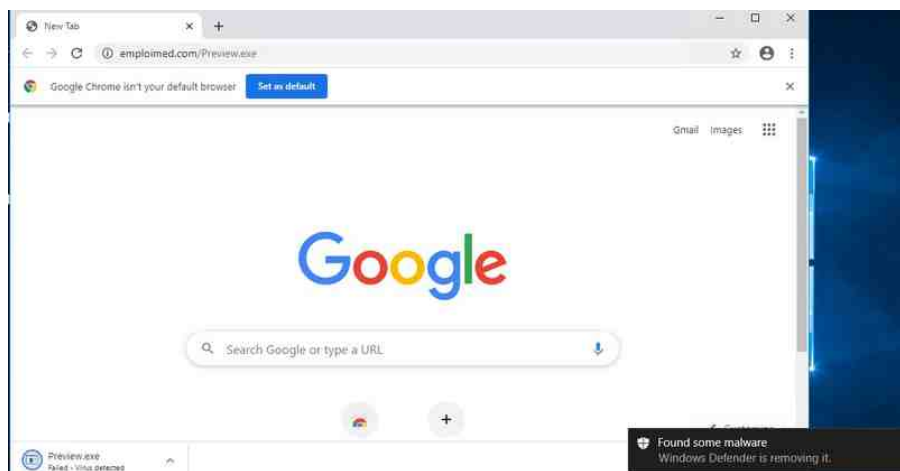 New Tab
emploimed.com/Preview.exe
Google Chrome isn't your default browser Set as default
Gmail Images
Google
Search Google or type a URL
Preview.exe
Failed - Virus detected
Found some malware
Windows Defender is removing it.